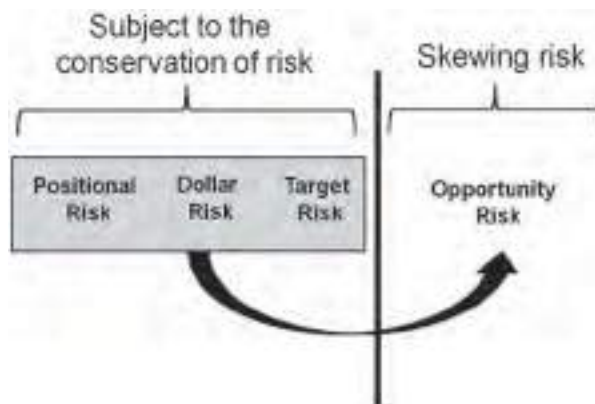 Subject to the
conservation of risk
Skewing risk
Positional
Risk
Dollar
Risk
Target
Risk
Opportunity
Risk